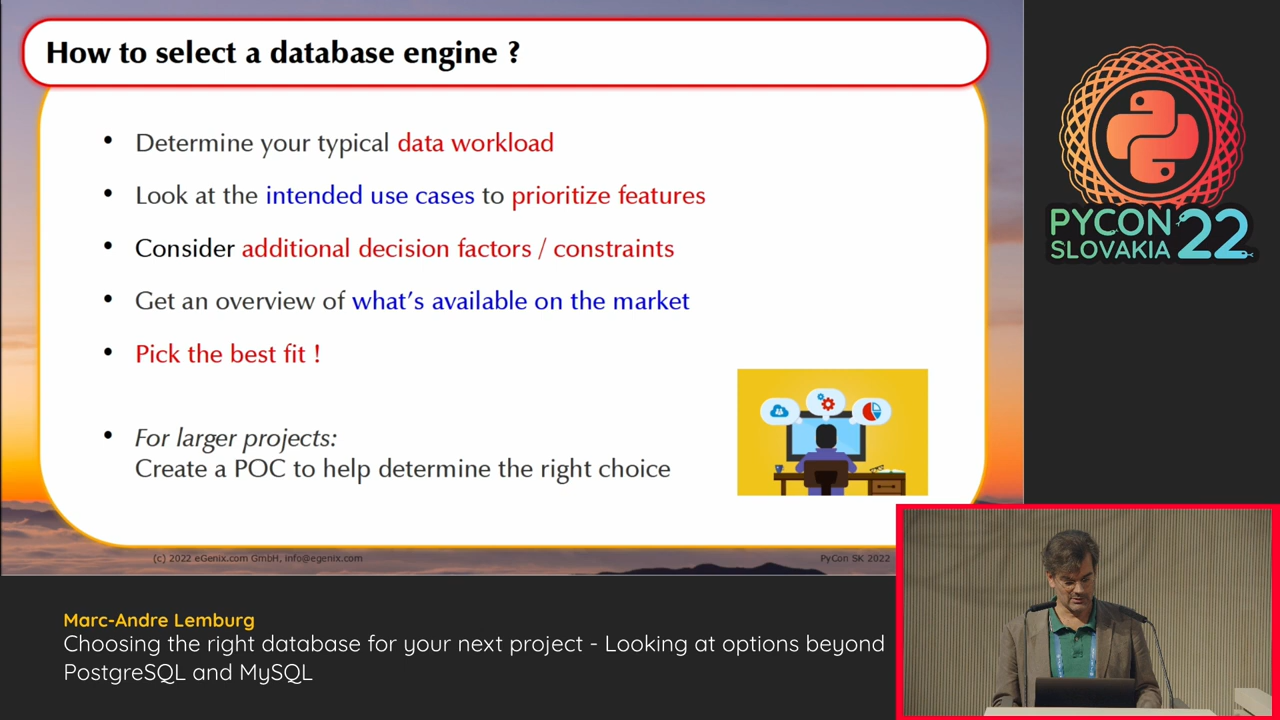 How to select a database engine ?
• Determine your typical data workload
• Look at the intended use cases to prioritize features
• Consider additional decision factors / constraints
• Get an overview of what's available on the market
• Pick the best fit !
• For larger projects:
Create a POC to help determine the right choice
(c) 2022 eGenix.com GmbH, info@egenix.com
PyCon SK 2022
PYCON
SLOVAKIA
22
Marc-Andre Lemburg
Choosing the right database for your next project - Looking at options beyond
PostgreSQL and MySQL